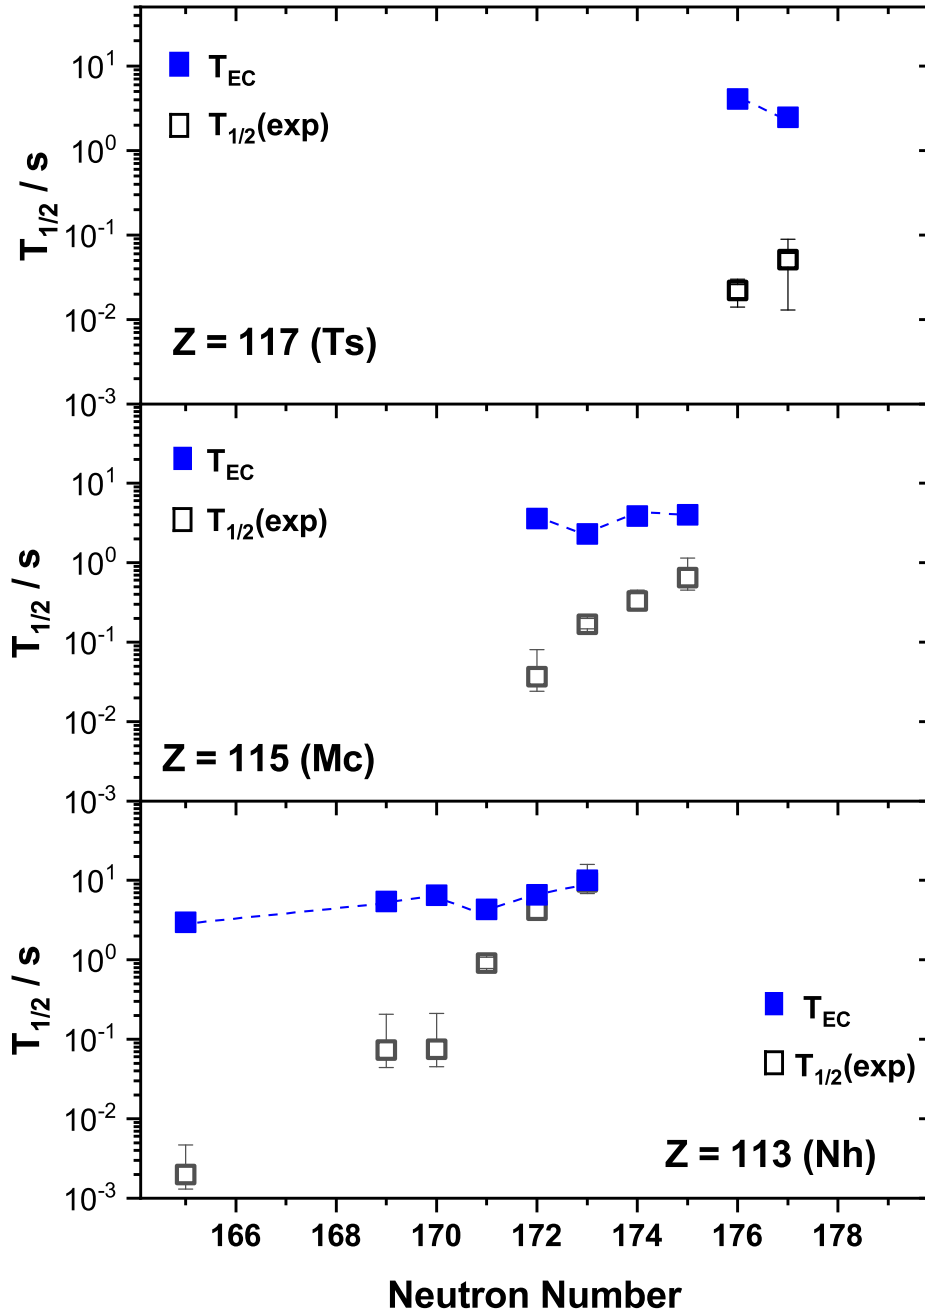 T_EC
T_1/2(exp)
T_1/2 / s
10^1
10^0
10^-1
10^-2
10^-3
Z = 117 (Ts)
T_EC
T_1/2(exp)
T_1/2 / s
10^1
10^0
10^-1
10^-2
10^-3
Z = 115 (Mc)
T_1/2 / s
10^1
10^0
10^-1
10^-2
10^-3
T_EC
T_1/2(exp)
Z = 113 (Nh)
166 168 170 172 174 176 178
Neutron Number